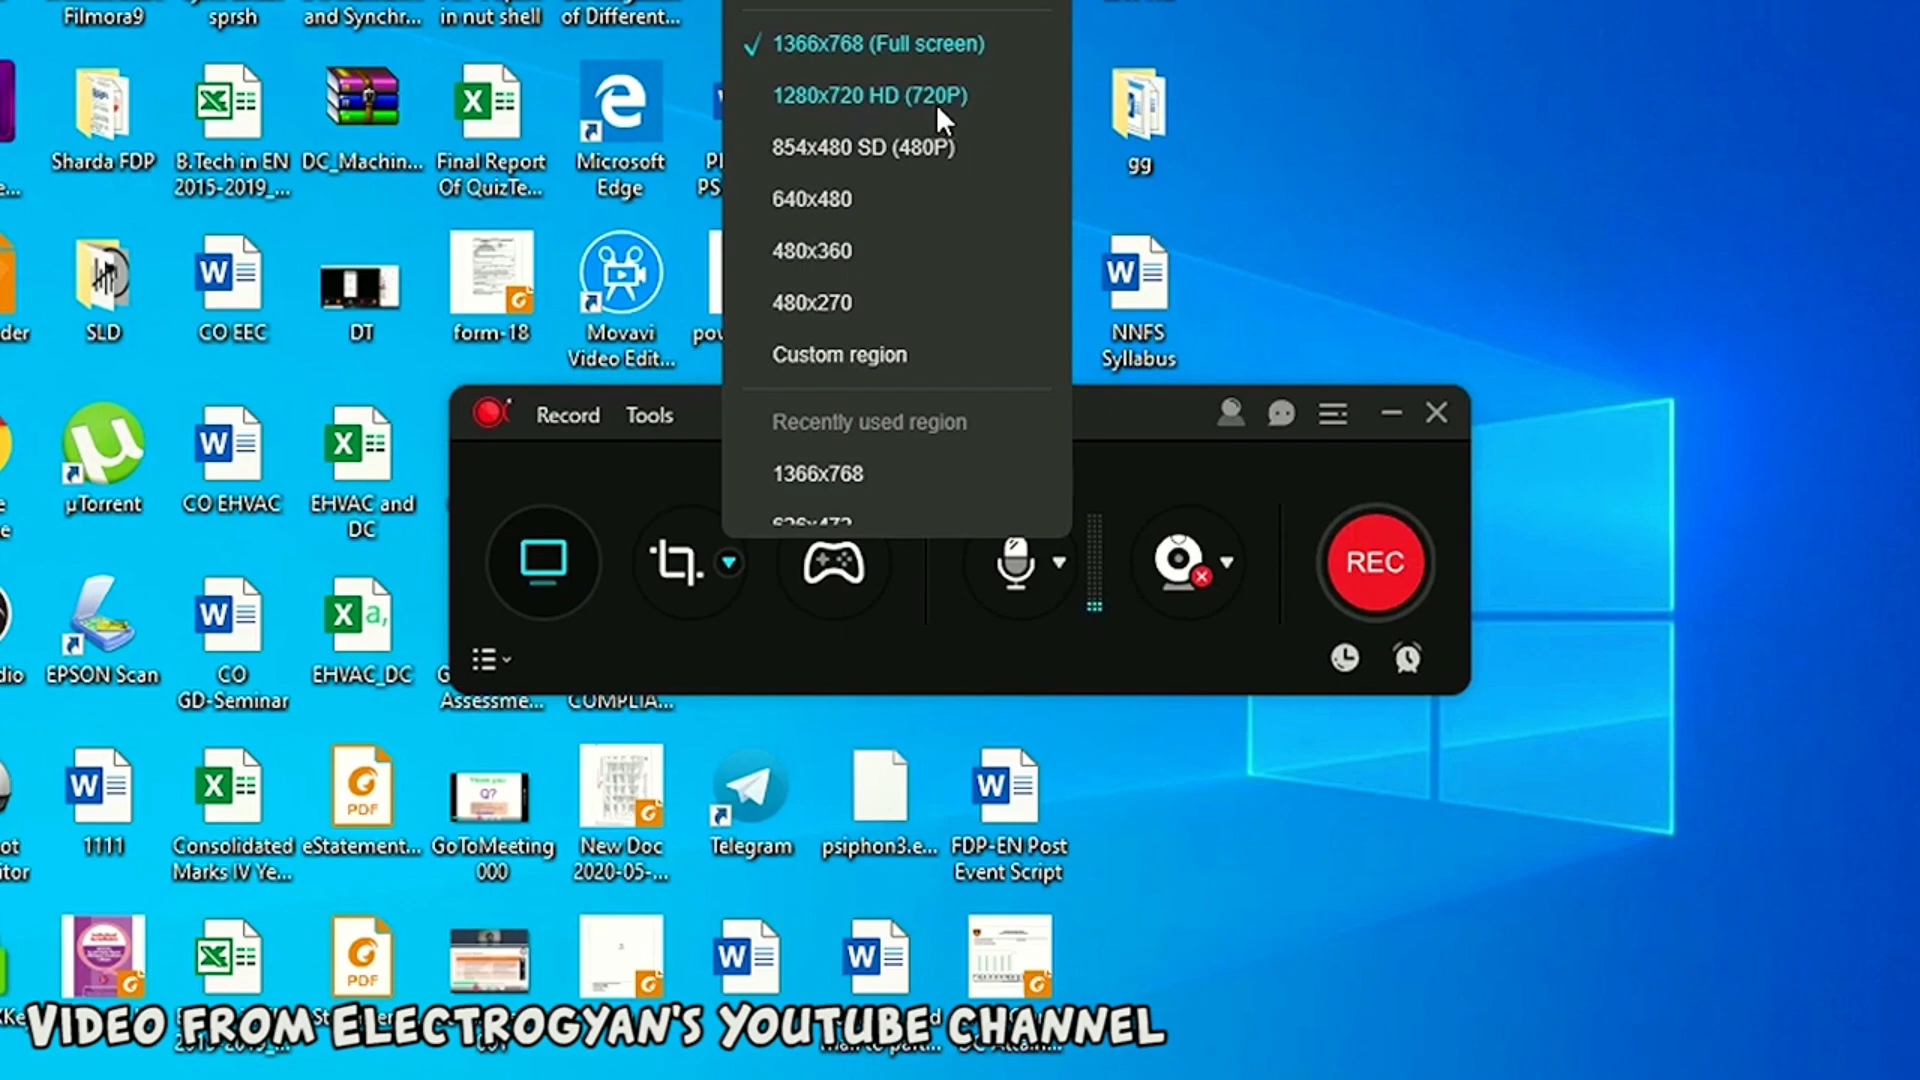 Filmora9
sprsh
and Synchr...
in nut shell
of Different...
1366x768 (Full screen)
1280x720 HD (720P)
854x480 SD (480P)
640x480
480x360
480x270
Custom region
Recently used region
1366x768
Sharda FDP
B.Tech in EN
2015-2019_...
DC_Machin...
Final Report
Of QuizTe...
Microsoft
Edge
gg
SLD
CO EEC
DT
form-18
Movavi
Video Edit...
NNFS
Syllabus
Record
Tools
µTorrent
CO EHVAC
EHVAC and
DC
REC
EPSON Scan
CO
GD-Seminar
EHVAC_DC
Assessme...
COMPLIA...
1111
Consolidated
Marks IV Ye...
PDF
eStatement...
Q?
GoToMeeting
000
New Doc
2020-05-...
Telegram
psiphon3.e...
FDP-EN Post
Event Script
PDF
VIDEO FROM ELECTROGYAN'S YOUTUBE CHANNEL